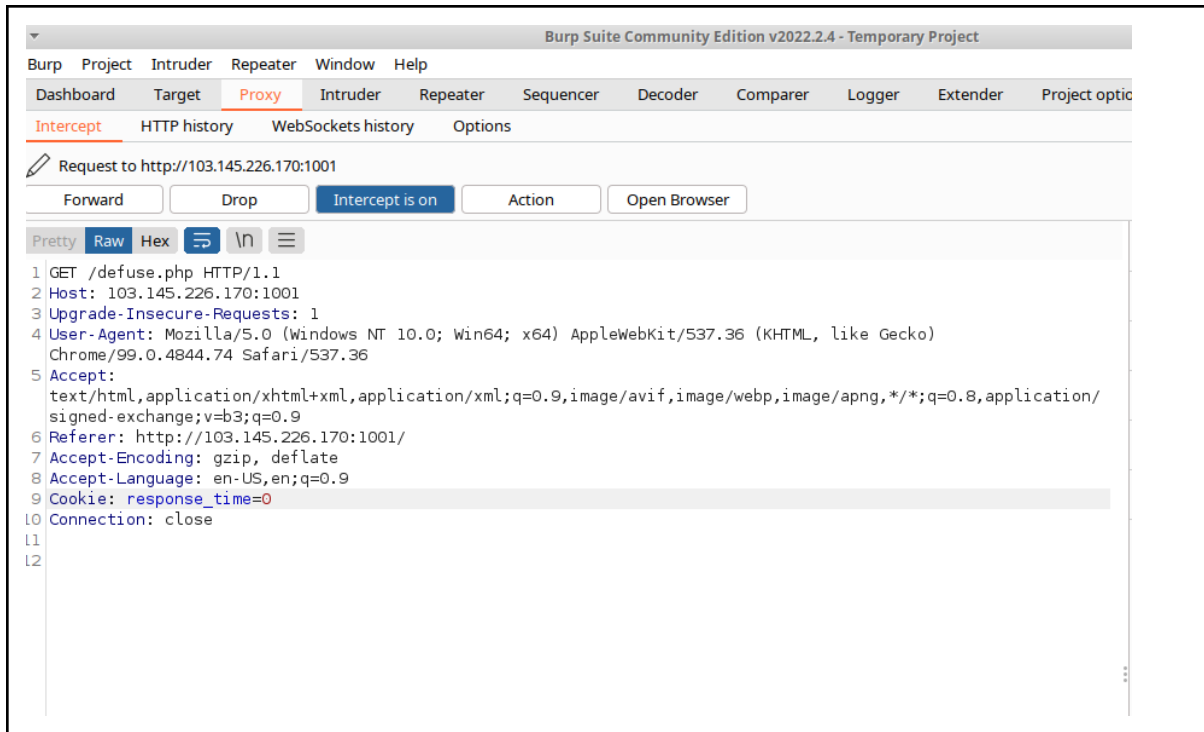 Burp Suite Community Edition v2022.2.4 - Temporary Project
Burp Project Intruder Repeater Window Help
Dashboard Target Proxy Intruder Repeater Sequencer Decoder Comparer Logger Extender Project optio
Intercept HTTP history WebSockets history Options
Request to http://103.145.226.170:1001
Forward Drop Intercept is on Action Open Browser
Pretty Raw Hex \n
1 GET /defuse.php HTTP/1.1
2 Host: 103.145.226.170:1001
3 Upgrade-Insecure-Requests: 1
4 User-Agent: Mozilla/5.0 (Windows NT 10.0; Win64; x64) AppleWebKit/537.36 (KHTML, like Gecko)
Chrome/99.0.4844.74 Safari/537.36
5 Accept:
text/html,application/xhtml+xml,application/xml;q=0.9,image/avif,image/webp,image/apng,*/*;q=0.8,application/
signed-exchange;v=b3;q=0.9
6 Referer: http://103.145.226.170:1001/
7 Accept-Encoding: gzip, deflate
8 Accept-Language: en-US,en;q=0.9
9 Cookie: response_time=0
10 Connection: close
11
12